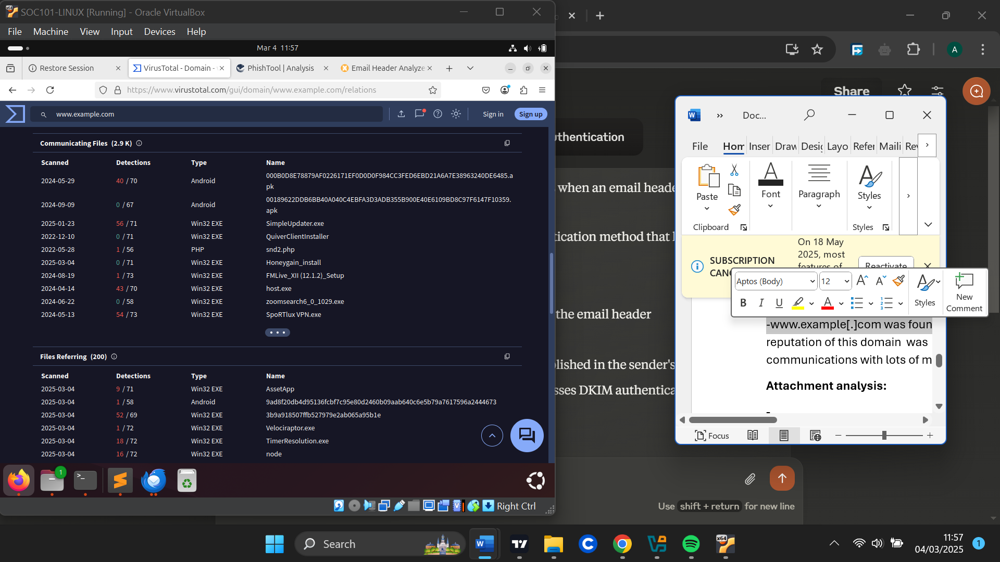 SOC101-LINUX [Running] - Oracle VirtualBox
File Machine View Input Devices Help
Mar 4 11:57
Restore Session
VirusTotal - Domain -
PhishTool | Analysis
Email Header Analyze
https://www.virustotal.com/gui/domain/www.example.com/relations
www.example.com
Sign in
Sign up
Communicating Files (2.9 K)
Scanned Detections Type Name
2024-05-29 40 / 70 Android 000B0D8E78879AF0226171EF0D0D0F984CC3FED6EBD21A6A7E38963240DE6485.a
pk
2024-09-09 0 / 67 Android 00189622DDB6BB40A040C4EBFA3D3ADB355B900E40E6109BD8C97F6147F10359.
apk
2025-01-23 56 / 71 Win32 EXE SimpleUpdater.exe
2022-12-10 0 / 71 Win32 EXE QuiverClientInstaller
2022-05-28 1 / 56 PHP snd2.php
2025-03-04 0 / 71 Win32 EXE Honeygain_install
2024-08-19 1 / 73 Win32 EXE FMLive_XII (12.1.2)_Setup
2024-04-14 43 / 70 Win32 EXE host.exe
2024-06-22 0 / 58 Win32 EXE zoomsearch6_0_1029.exe
2024-05-13 54 / 73 Win32 EXE SpoRTlux VPN.exe
Files Referring (200)
Scanned Detections Type Name
2025-03-04 9 / 71 Win32 EXE AssetApp
2025-03-04 1 / 58 Android 9ad8f20db4d95136fcbf7c95e80d2460b09aab640c6e5b79a7617596a2444673
2025-03-04 52 / 69 Win32 EXE 3b9a918507ffb527979e2ab065a95b1e
2025-03-04 1 / 72 Win32 EXE Velociraptor.exe
2025-03-04 18 / 72 Win32 EXE TimerResolution.exe
2025-03-04 16 / 72 Win32 EXE node
1
>_
Right Ctrl
A
Share
uthentication
when an email heade
tication method that
the email header
lished in the sender's
sses DKIM authentica
Use shift + return for new line
Doc...
File Hom Inser Draw Desig Layo Refer Maili Rev
Paste
Font
Paragraph
Styles
Clipboard
Styles
SUBSCRIPTION
CANC
On 18 May
2025, most
features of
Reactivate
Aptos (Body) 12
B I U
Styles
New
Comment
-www.example[.]com was foun
reputation of this domain was
communications with lots of m
Attachment analysis:
Focus
Search
x64
11:57
04/03/2025
1